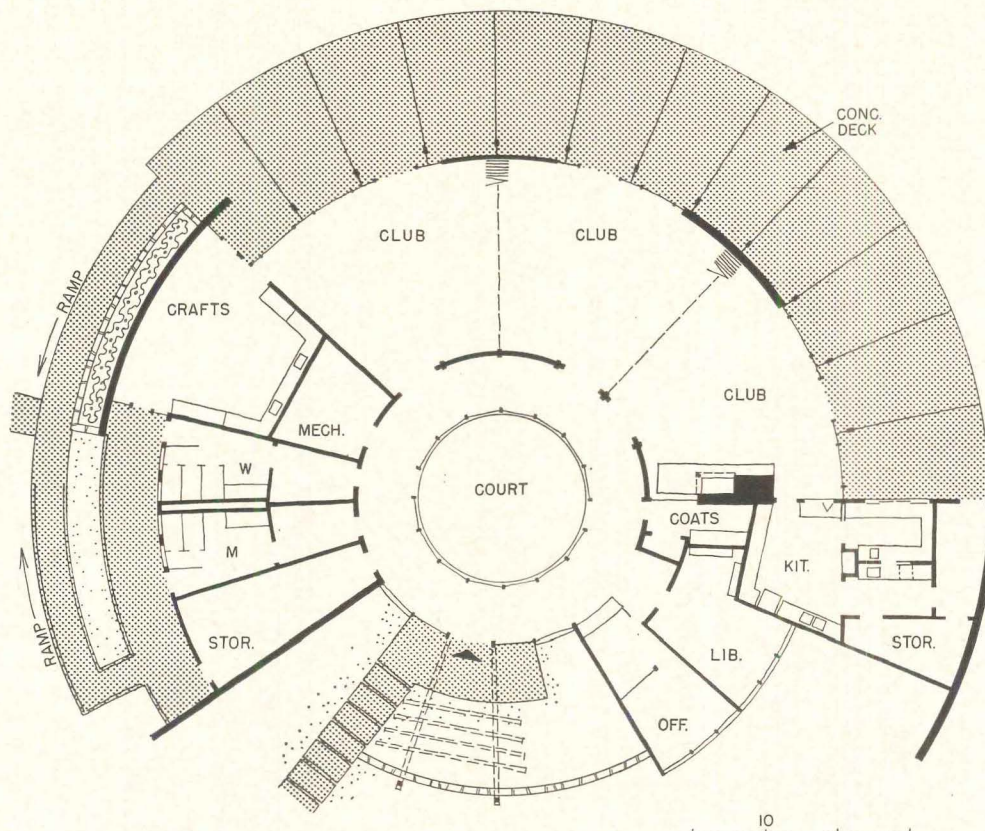 CONC.
DECK
CLUB
CLUB
RAMP
CRAFTS
CLUB
MECH.
W
COURT
COATS
M
KIT.
RAMP
STOR.
LIB.
STOR.
OFF.
10